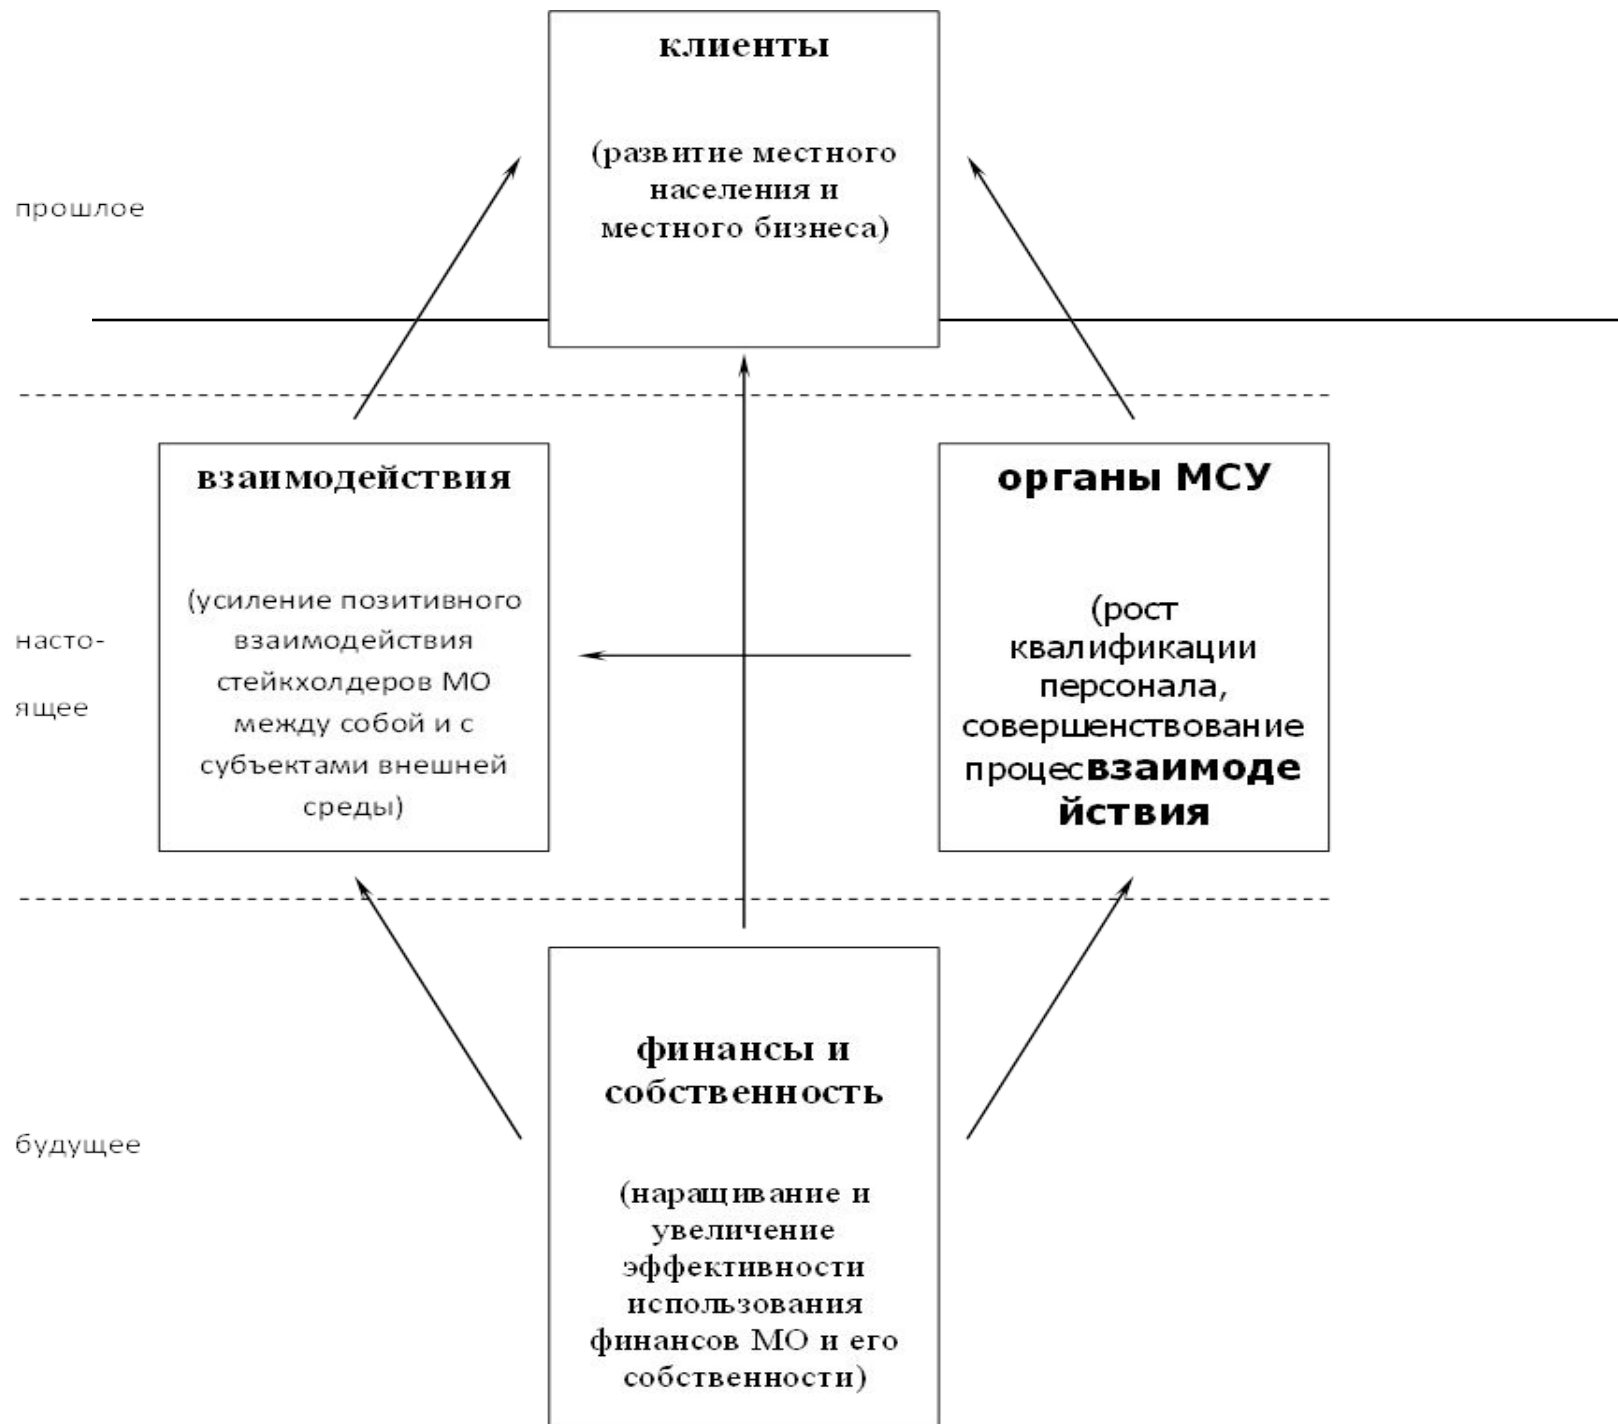 клиенты
(развитие местного
населения и
местного бизнеса)
прошлое
взаимодействия
(усиление позитивного
взаимодействия
стейкхолдеров МО
между собой и с
субъектами внешней
среды)
органы МСУ
(рост
квалификации
персонала,
совершенствование
процесвзаимоде
йствия
насто-
ящее
финансы и
собственность
(наращивание и
увеличение
эффективности
использования
финансов МО и его
собственности)
будущее